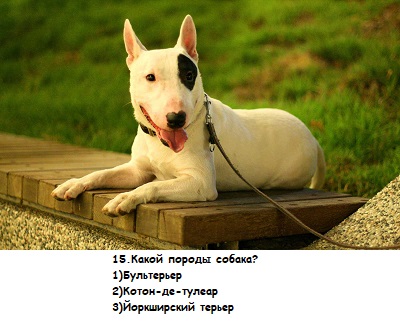 15.Какой породы собака?
1)Бультерьер
2)Котон-де-тулеар
3)Йоркширский терьер